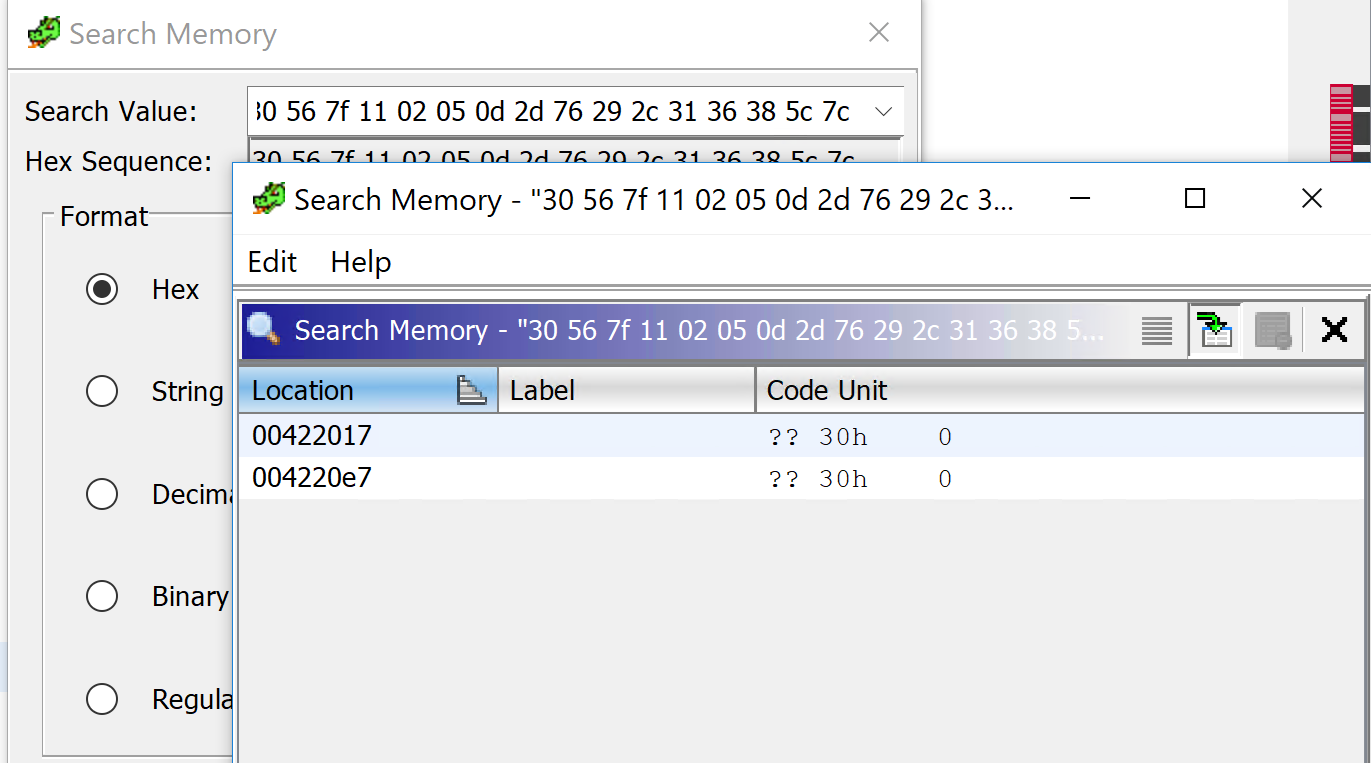 Search Memory
Search Value: 30 56 7f 11 02 05 0d 2d 76 29 2c 31 36 38 5c 7c
Hex Sequence: 30 56 7f 11 02 05 0d 2d 76 29 2c 31 36 38 5c 7c
Search Memory - "30 56 7f 11 02 05 0d 2d 76 29 2c 3...
Format
Edit Help
Hex
Search Memory - "30 56 7f 11 02 05 0d 2d 76 29 2c 31 36 38 5...
String
Location Label Code Unit
00422017 ?? 30h 0
004220e7 ?? 30h 0
Decima
Binary
Regula